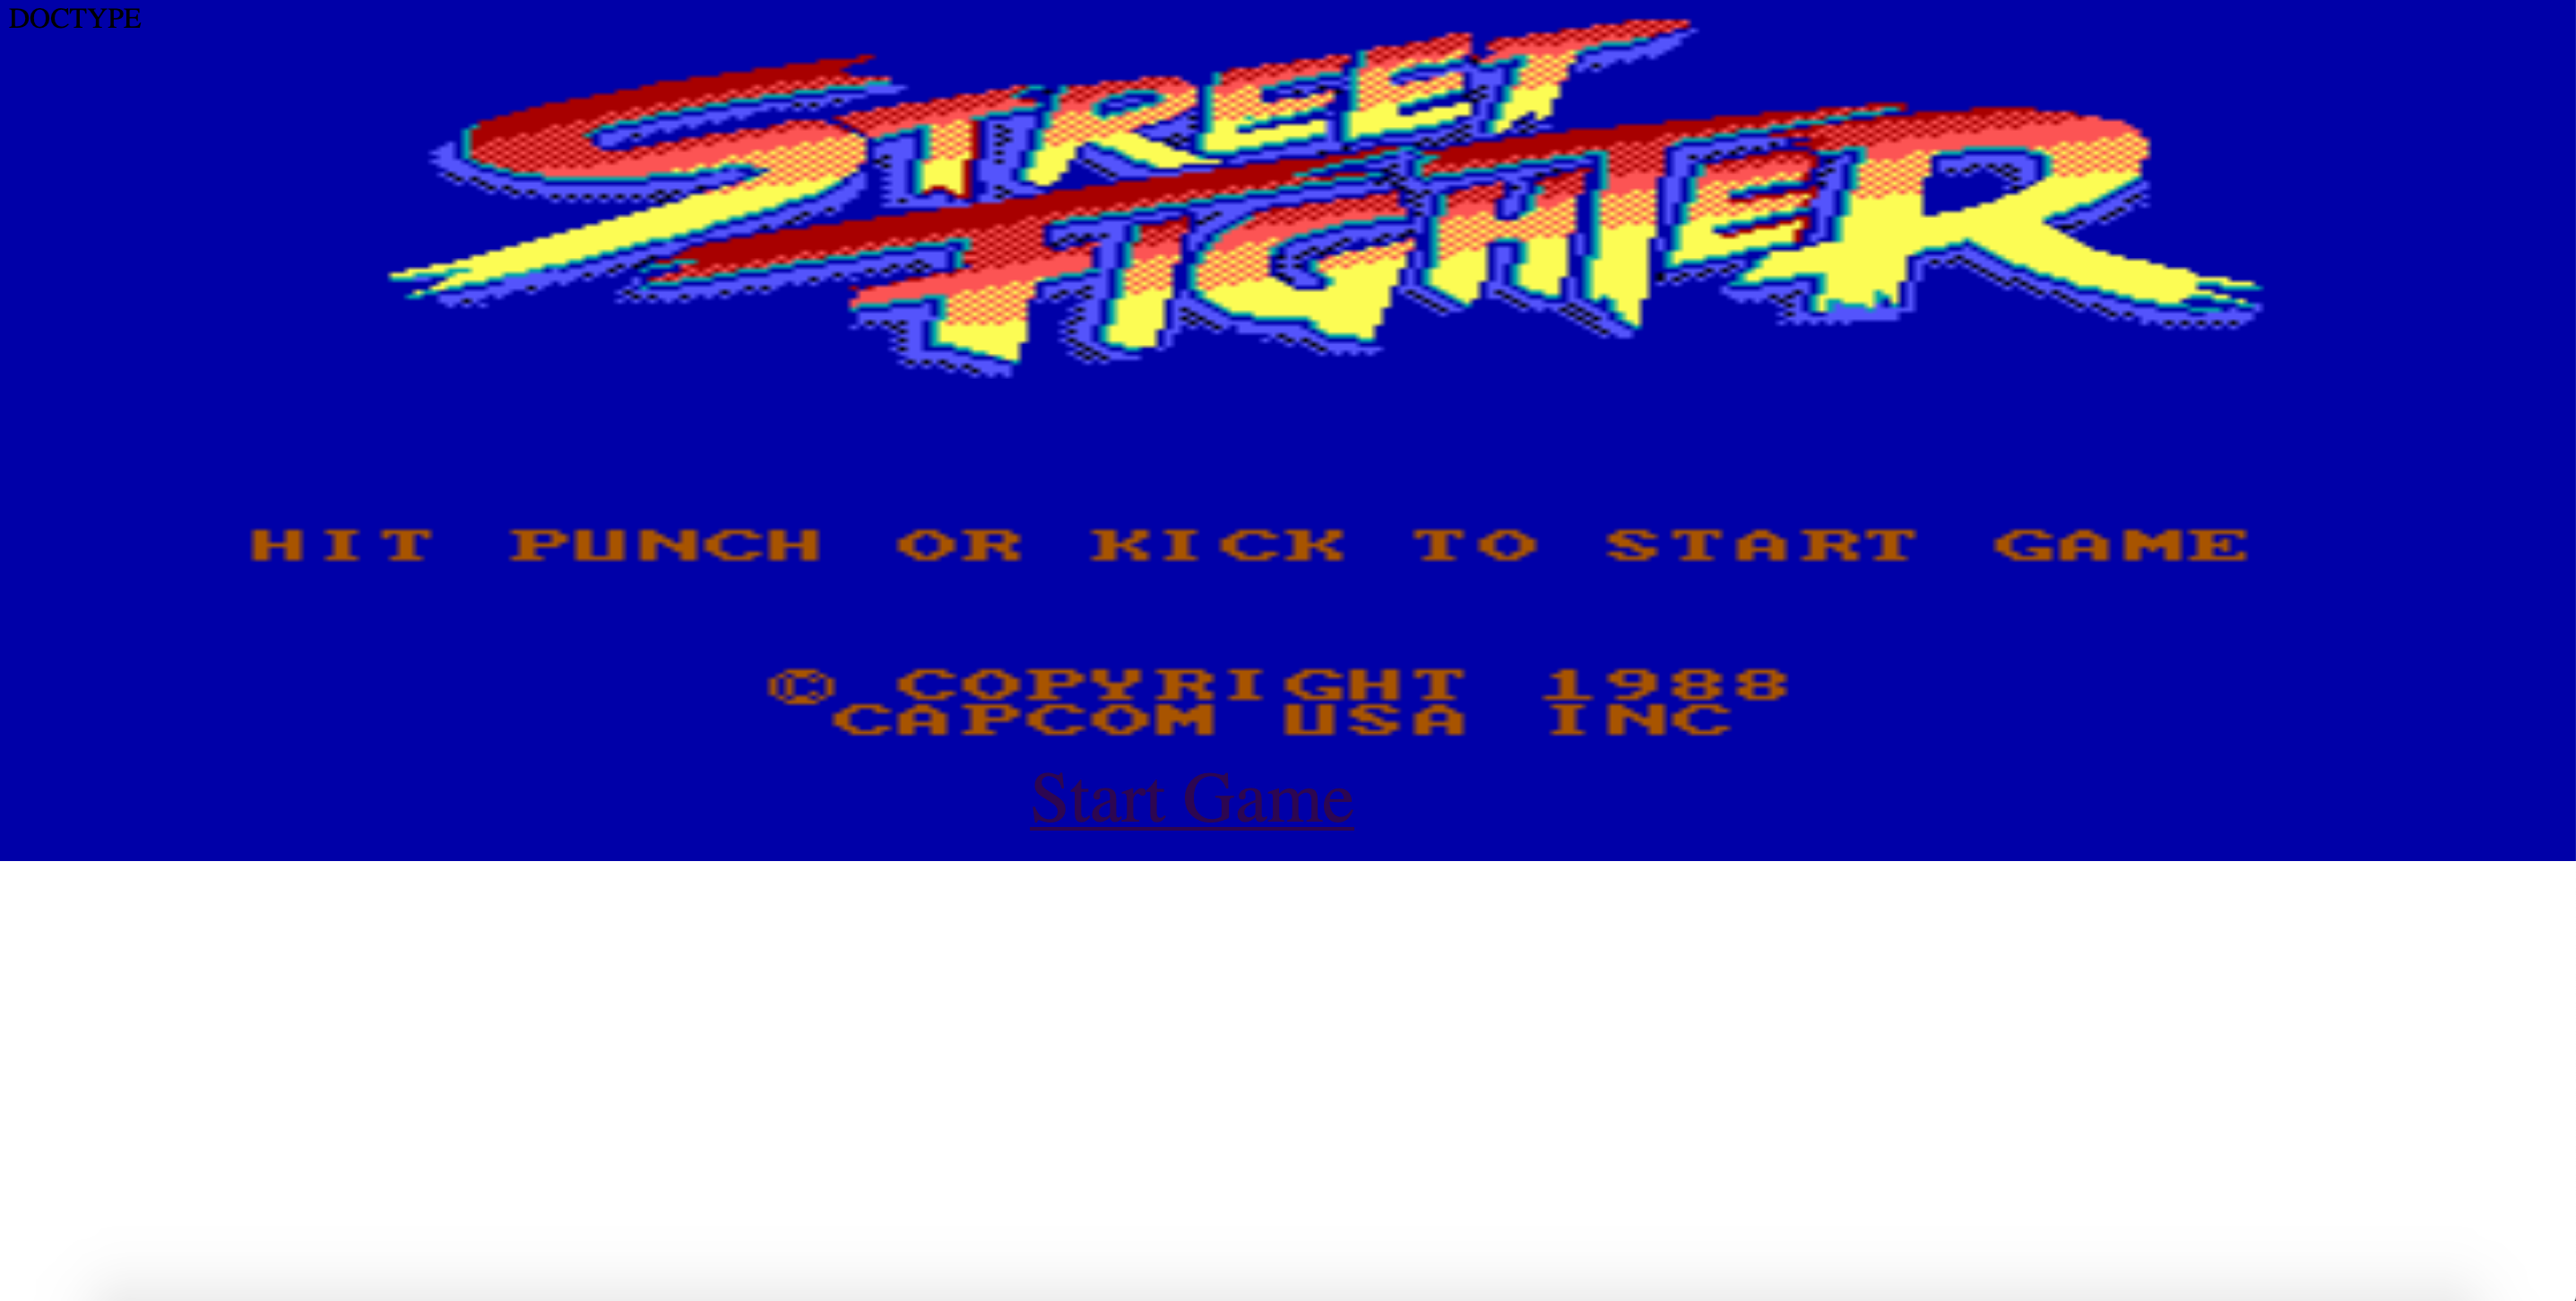 DOCTYPE
STREET
FIGHTER
HIT PUNCH OR KICK TO START GAME
© COPYRIGHT 1988
CAPCOM USA INC
Start Game